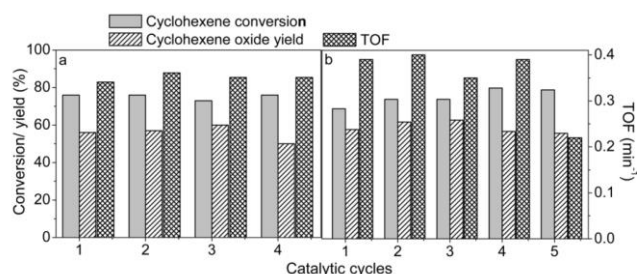 Cyclohexene conversion
Cyclohexene oxide yield
TOF
100
80
60
40
20
0
Conversion/ yield (%)
a
b
0.4
0.3
0.2
0.1
0.0
TOF (min⁻¹)
1 2 3 4 1 2 3 4 5
Catalytic cycles